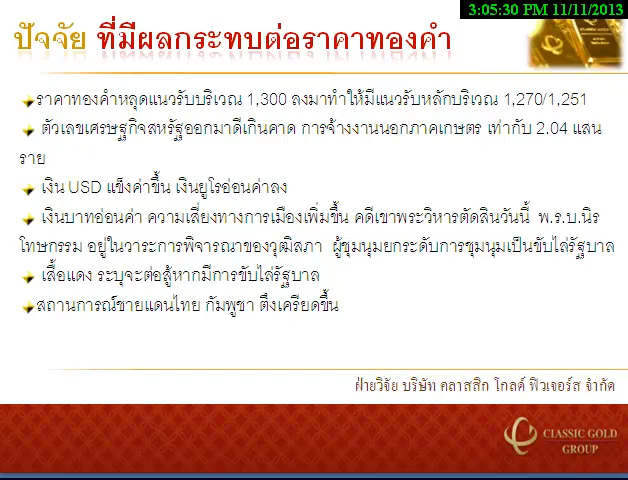 3:05:30 PM 11/11/2013
ปัจจัย ที่มีผลกระทบต่อราคาทองคำ
ราคาทองคำหลุดแนวรับบริเวณ 1,300 ลงมาทำให้มีแนวรับหลักบริเวณ 1,270/1,251
ตัวเลขเศรษฐกิจสหรัฐออกมาดีเกินคาด การจ้างงานนอกภาคเกษตร เท่ากับ 2.04 แสน
ราย
เงิน USD แข็งค่าขึ้น เงินยูโรอ่อนค่าลง
เงินบาทอ่อนค่า ความเสี่ยงทางการเมืองเพิ่มขึ้น คดีเขาพระวิหารตัดสินวันนี้ พ.ร.บ.นิร
โทษกรรม อยู่ในวาระการพิจารณาของวุฒิสภา ผู้ชุมนุมยกระดับการชุมนุมเป็นขับไล่รัฐบาล
เสื้อแดง ระบุจะต่อสู้หากมีการขับไล่รัฐบาล
สถานการณ์ชายแดนไทย กัมพูชา ตึงเครียดขึ้น
ฝ่ายวิจัย บริษัท คลาสสิก โกลด์ ฟิวเจอร์ส จำกัด
CLASSIC GOLD
GROUP